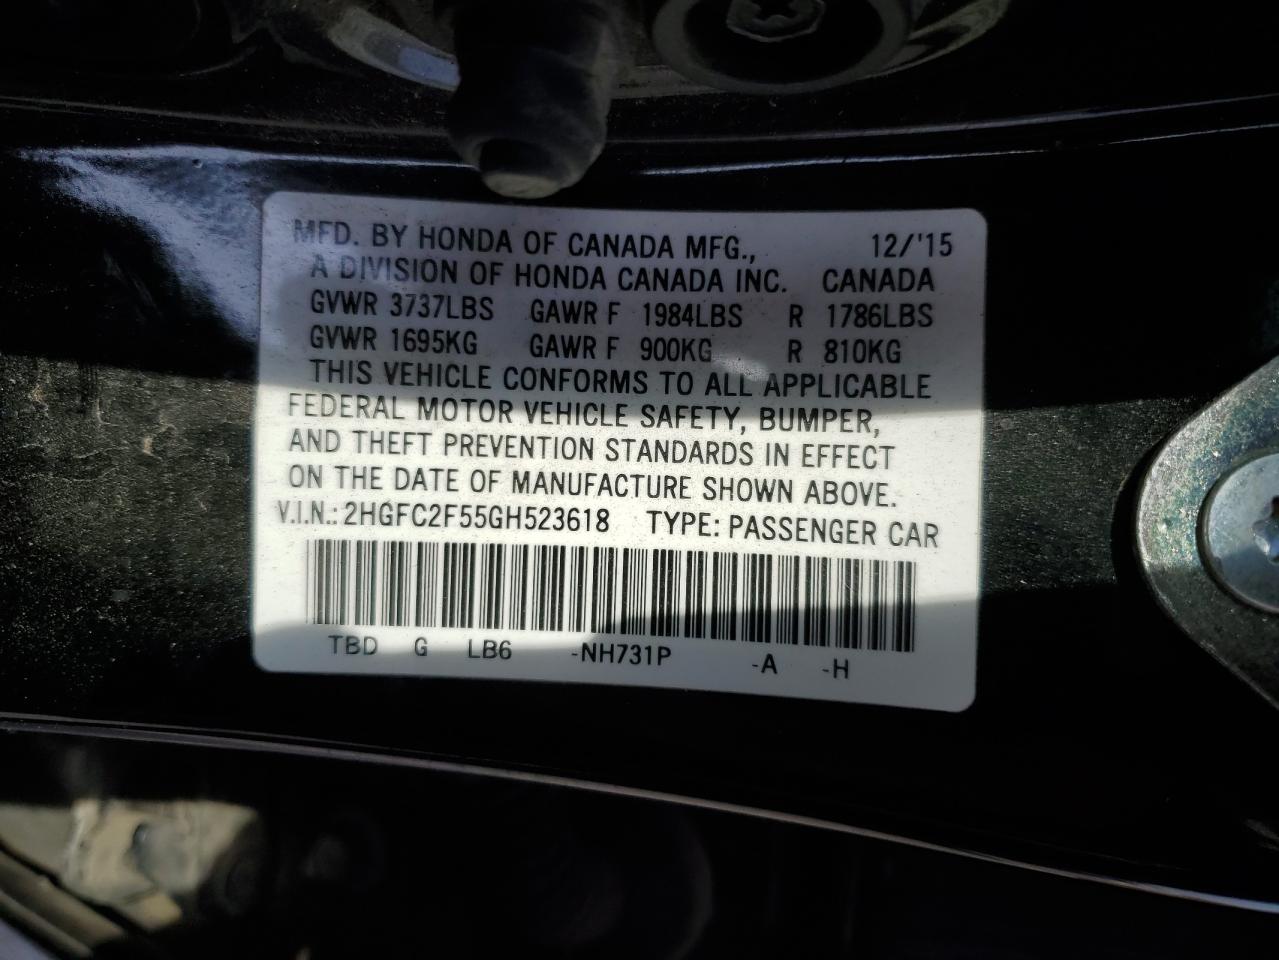 MFD. BY HONDA OF CANADA MFG., 12/'15
A DIVISION OF HONDA CANADA INC. CANADA
GVWR 3737LBS GAWR F 1984LBS R 1786LBS
GVWR 1695KG GAWR F 900KG R 810KG
THIS VEHICLE CONFORMS TO ALL APPLICABLE
FEDERAL MOTOR VEHICLE SAFETY, BUMPER,
AND THEFT PREVENTION STANDARDS IN EFFECT
ON THE DATE OF MANUFACTURE SHOWN ABOVE.
V.I.N.: 2HGFC2F55GH523618 TYPE: PASSENGER CAR
TBD G LB6 -NH731P -A -H